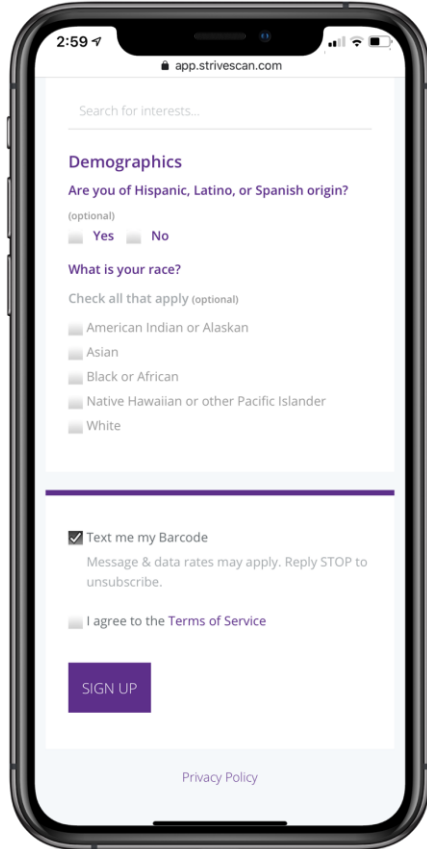 2:59
app.strivescan.com
Search for interests...
Demographics
Are you of Hispanic, Latino, or Spanish origin?
(optional)
Yes No
What is your race?
Check all that apply (optional)
American Indian or Alaskan
Asian
Black or African
Native Hawaiian or other Pacific Islander
White
Text me my Barcode
Message & data rates may apply. Reply STOP to
unsubscribe.
I agree to the Terms of Service
SIGN UP
Privacy Policy